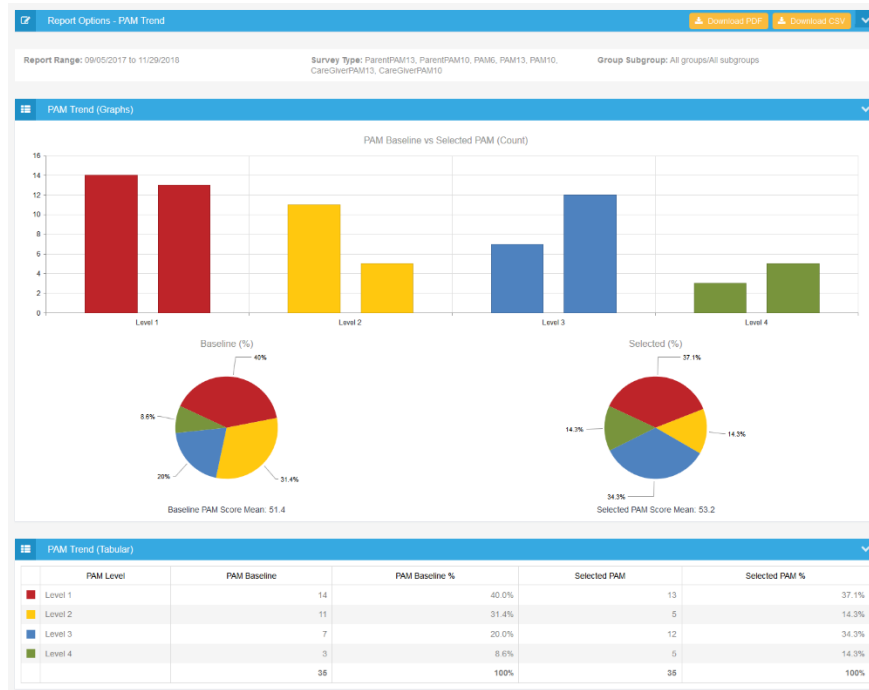 Report Options - PAM Trend
Download PDF
Download CSV
Report Range: 09/05/2017 to 11/29/2018
Survey Type: ParentPAM13, ParentPAM10, PAM6, PAM13, PAM10,
CareGiverPAM13, CareGiverPAM10
Group Subgroup: All groups/All subgroups
PAM Trend (Graphs)
PAM Baseline vs Selected PAM (Count)
16
14
12
10
8
6
4
2
0
Level 1 Level 2 Level 3 Level 4
Baseline (%)
40%
8.6%
20%
31.4%
Baseline PAM Score Mean: 51.4
Selected (%)
37.1%
14.3%
14.3%
34.3%
Selected PAM Score Mean: 53.2
PAM Trend (Tabular)
PAM Level PAM Baseline PAM Baseline % Selected PAM Selected PAM %
Level 1 14 40.0% 13 37.1%
Level 2 11 31.4% 5 14.3%
Level 3 7 20.0% 12 34.3%
Level 4 3 8.6% 5 14.3%
35 100% 35 100%